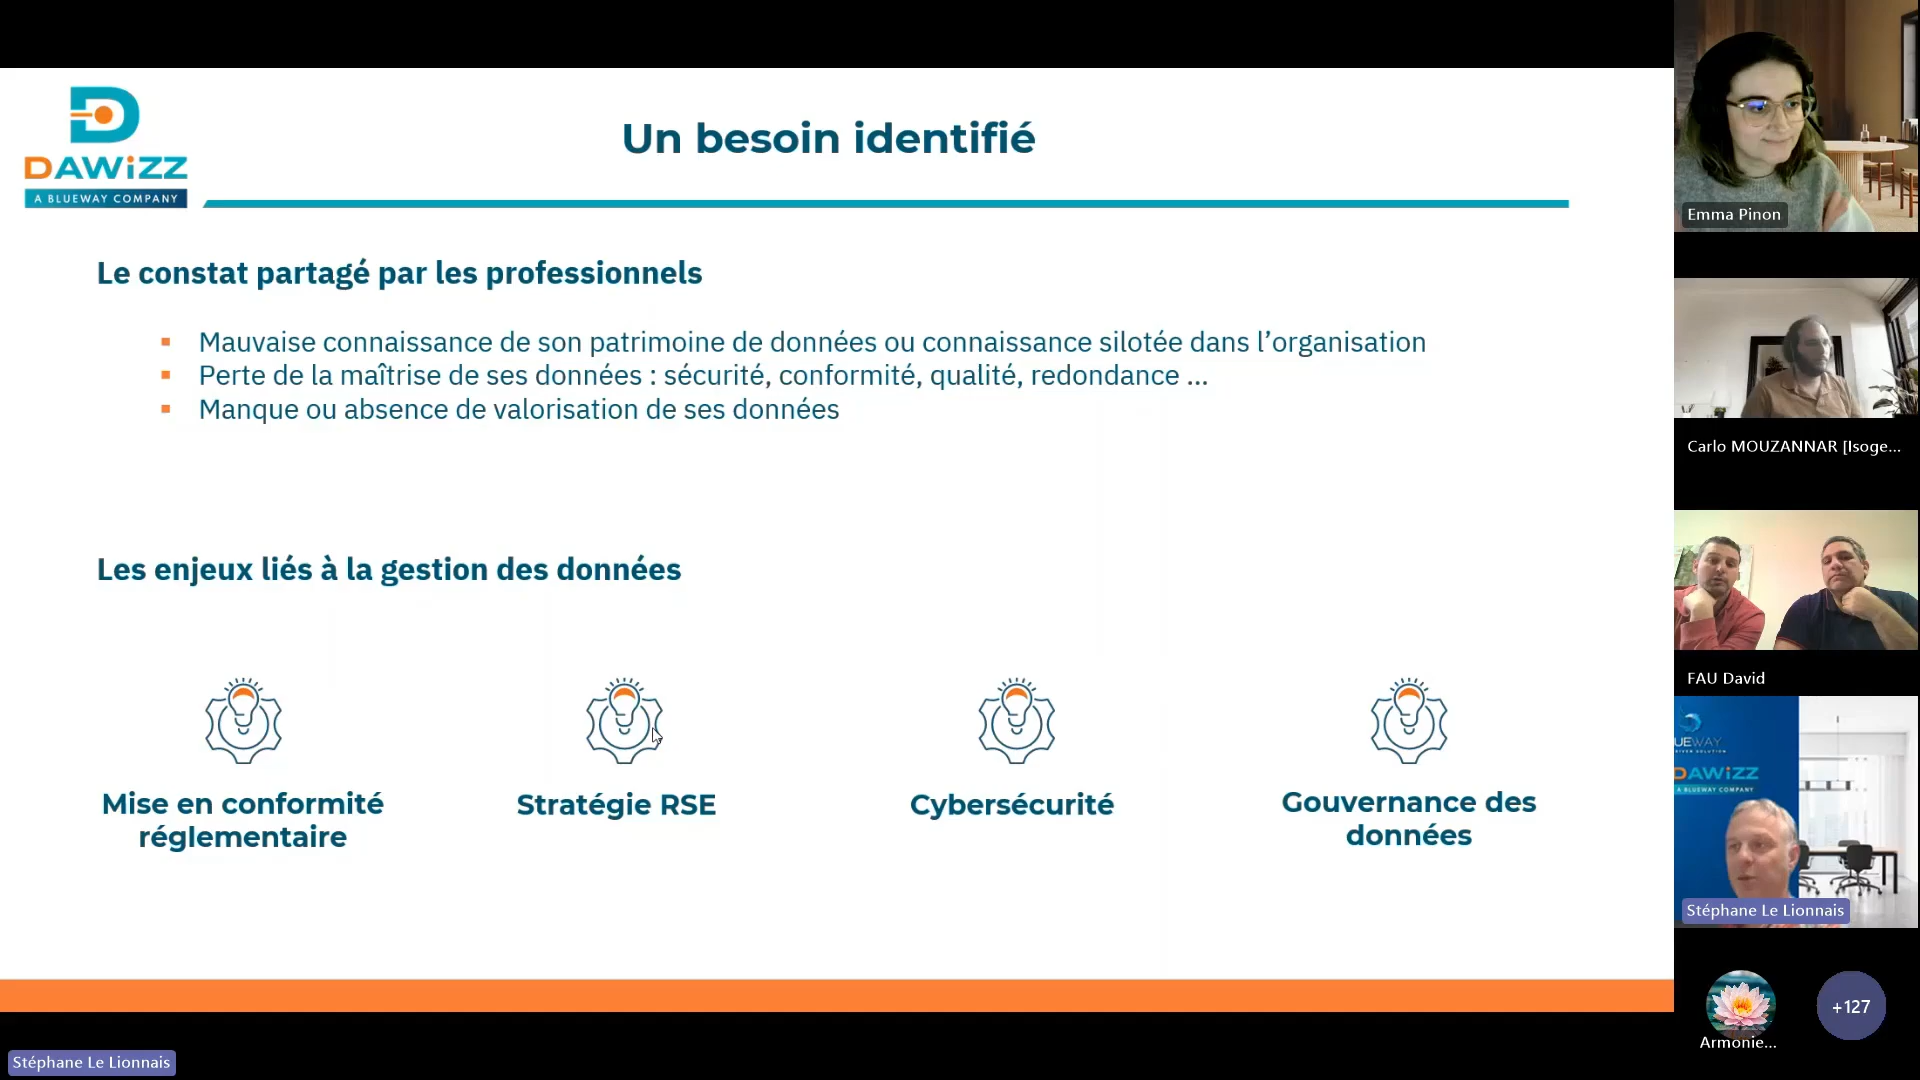 DAWiZZ
A BLUEWAY COMPANY
Un besoin identifié
Le constat partagé par les professionnels
Mauvaise connaissance de son patrimoine de données ou connaissance silotée dans l’organisation
Perte de la maîtrise de ses données : sécurité, conformité, qualité, redondance ...
Manque ou absence de valorisation de ses données
Les enjeux liés à la gestion des données
Mise en conformité
réglementaire
Stratégie RSE
Cybersécurité
Gouvernance des
données
Stéphane Le Lionnais
Emma Pinon
Carlo MOUZANNAR [Isoge...
FAU David
UEWAY
DAWiZZ
A BLUEWAY COMPANY
Stéphane Le Lionnais
Armonie...
+127